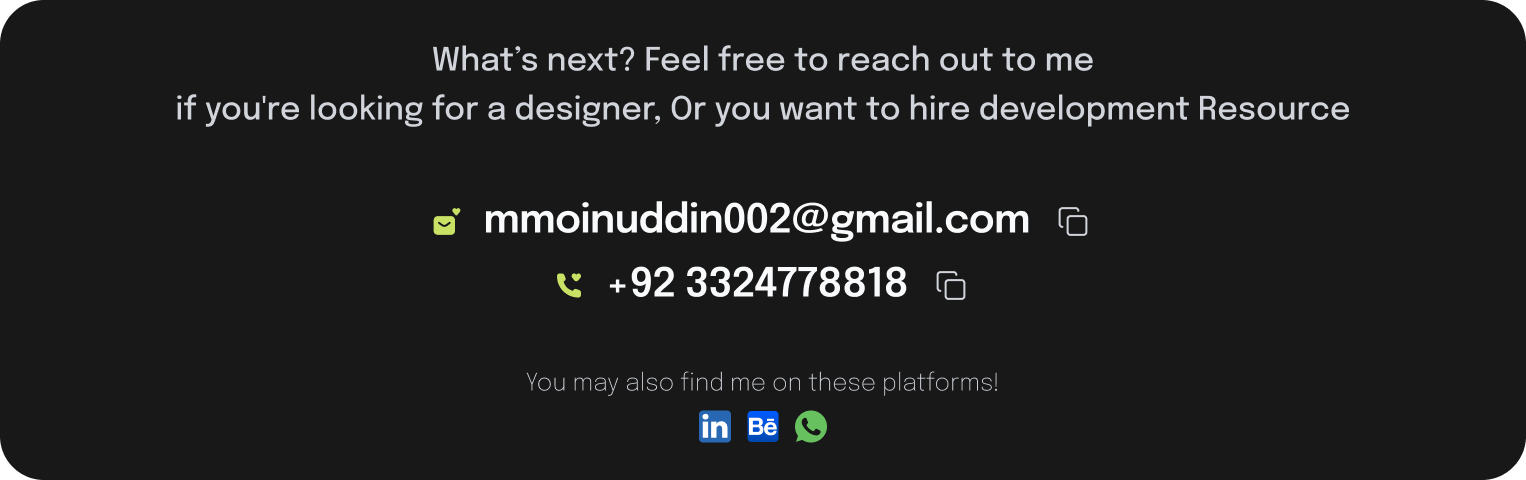 What’s next? Feel free to reach out to me
if you're looking for a designer, Or you want to hire development Resource
mmoinuddin002@gmail.com
+92 3324778818
You may also find me on these platforms!
in Bē